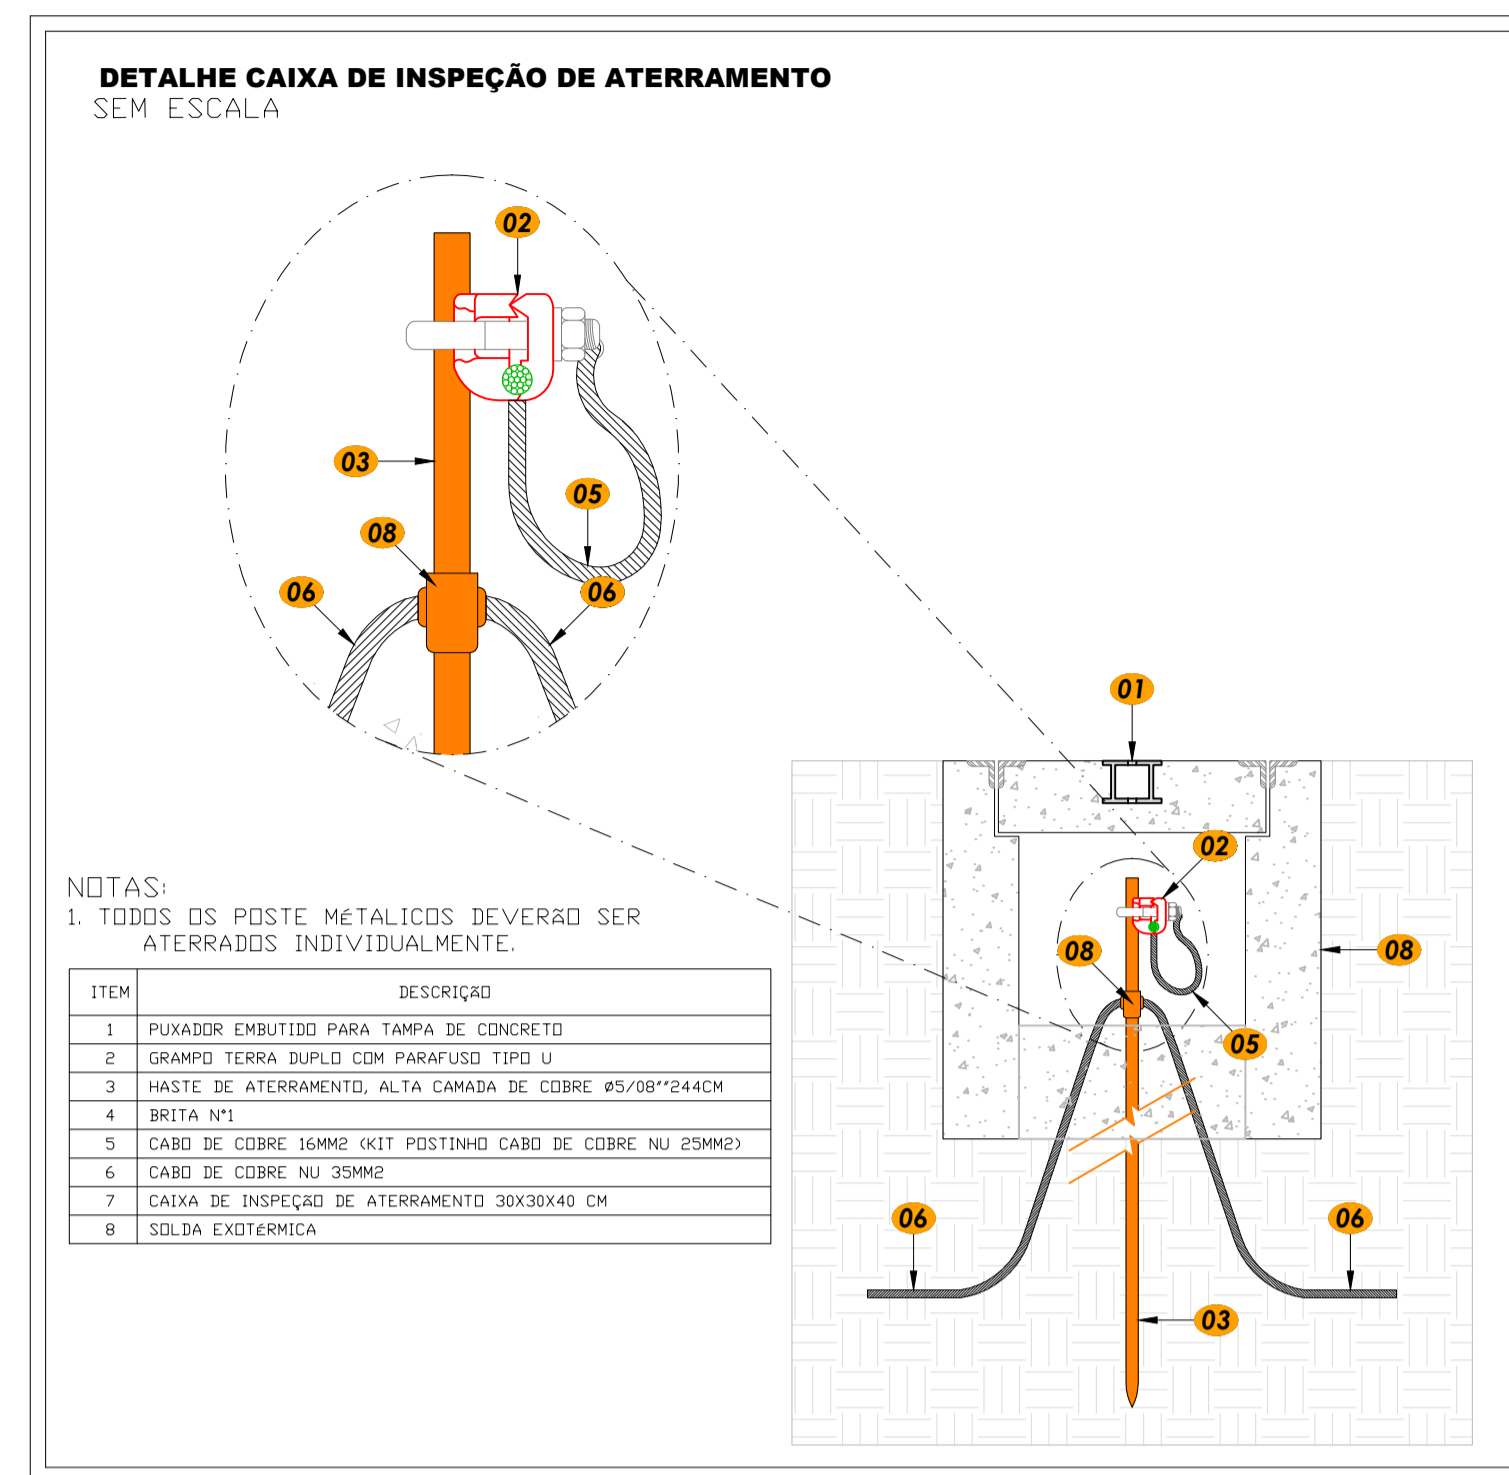 DETALHE CAIXA DE INSPEÇÃO DE ATERRAMENTO
SEM ESCALA
02
03
05
08
06
06
01
02
08
08
05
06
06
03
NOTAS:
1. TODOS OS POSTE MÉTALICOS DEVERÃO SER
ATERRADOS INDIVIDUALMENTE.
ITEM DESCRIÇÃO
1 PUXADOR EMBUTIDO PARA TAMPA DE CONCRETO
2 GRAMPO TERRA DUPLO COM PARAFUSO TIPO U
3 HASTE DE ATERRAMENTO, ALTA CAMADA DE COBRE Ø5/08""244CM
4 BRITA N°1
5 CABO DE COBRE 16MM2 (KIT POSTINHO CABO DE COBRE NU 25MM2)
6 CABO DE COBRE NU 35MM2
7 CAIXA DE INSPEÇÃO DE ATERRAMENTO 30X30X40 CM
8 SOLDA EXOTÉRMICA